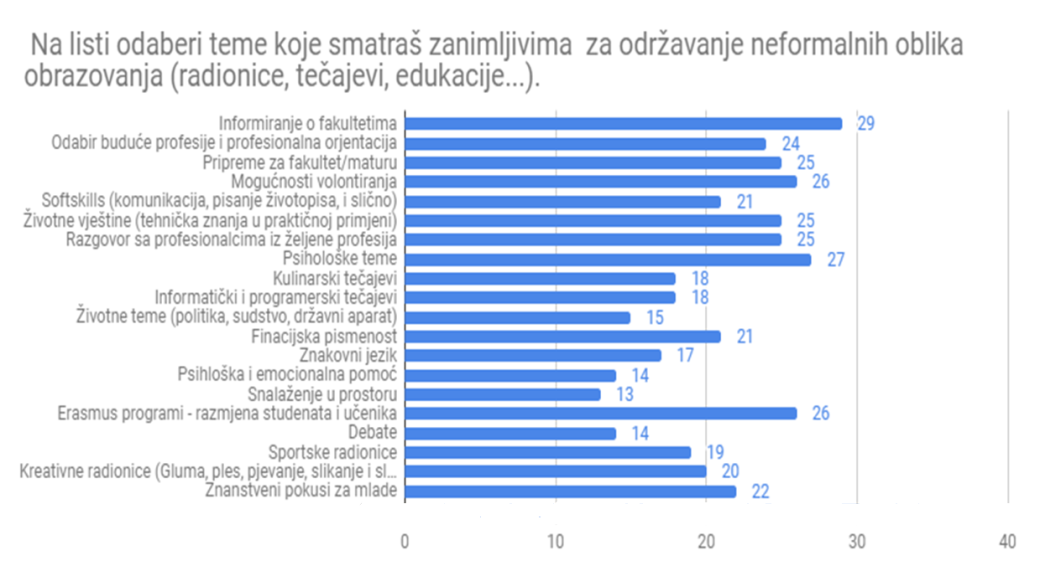 Na listi odaberi teme koje smatraš zanimljivima za održavanje neformalnih oblika
obrazovanja (radionice, tečajevi, edukacije...).
Informiranje o fakultetima 29
Odabir buduće profesije i profesionalna orjentacija 24
Pripreme za fakultet/maturu 25
Mogućnosti volontiranja 26
Softskills (komunikacija, pisanje životopisa, i slično) 21
Životne vještine (tehnička znanja u praktičnoj primjeni) 25
Razgovor sa profesionalcima iz željene profesija 25
Psihološke teme 27
Kulinarski tečajevi 18
Informatički i programerski tečajevi 18
Životne teme (politika, sudstvo, državni aparat) 15
Finacijska pismenost 21
Znakovni jezik 17
Psihloška i emocionalna pomoć 14
Snalaženje u prostoru 13
Erasmus programi - razmjena studenata i učenika 26
Debate 14
Sportske radionice 19
Kreativne radionice (Gluma, ples, pjevanje, slikanje i sl... 20
Znanstveni pokusi za mlade 22
0 10 20 30 40